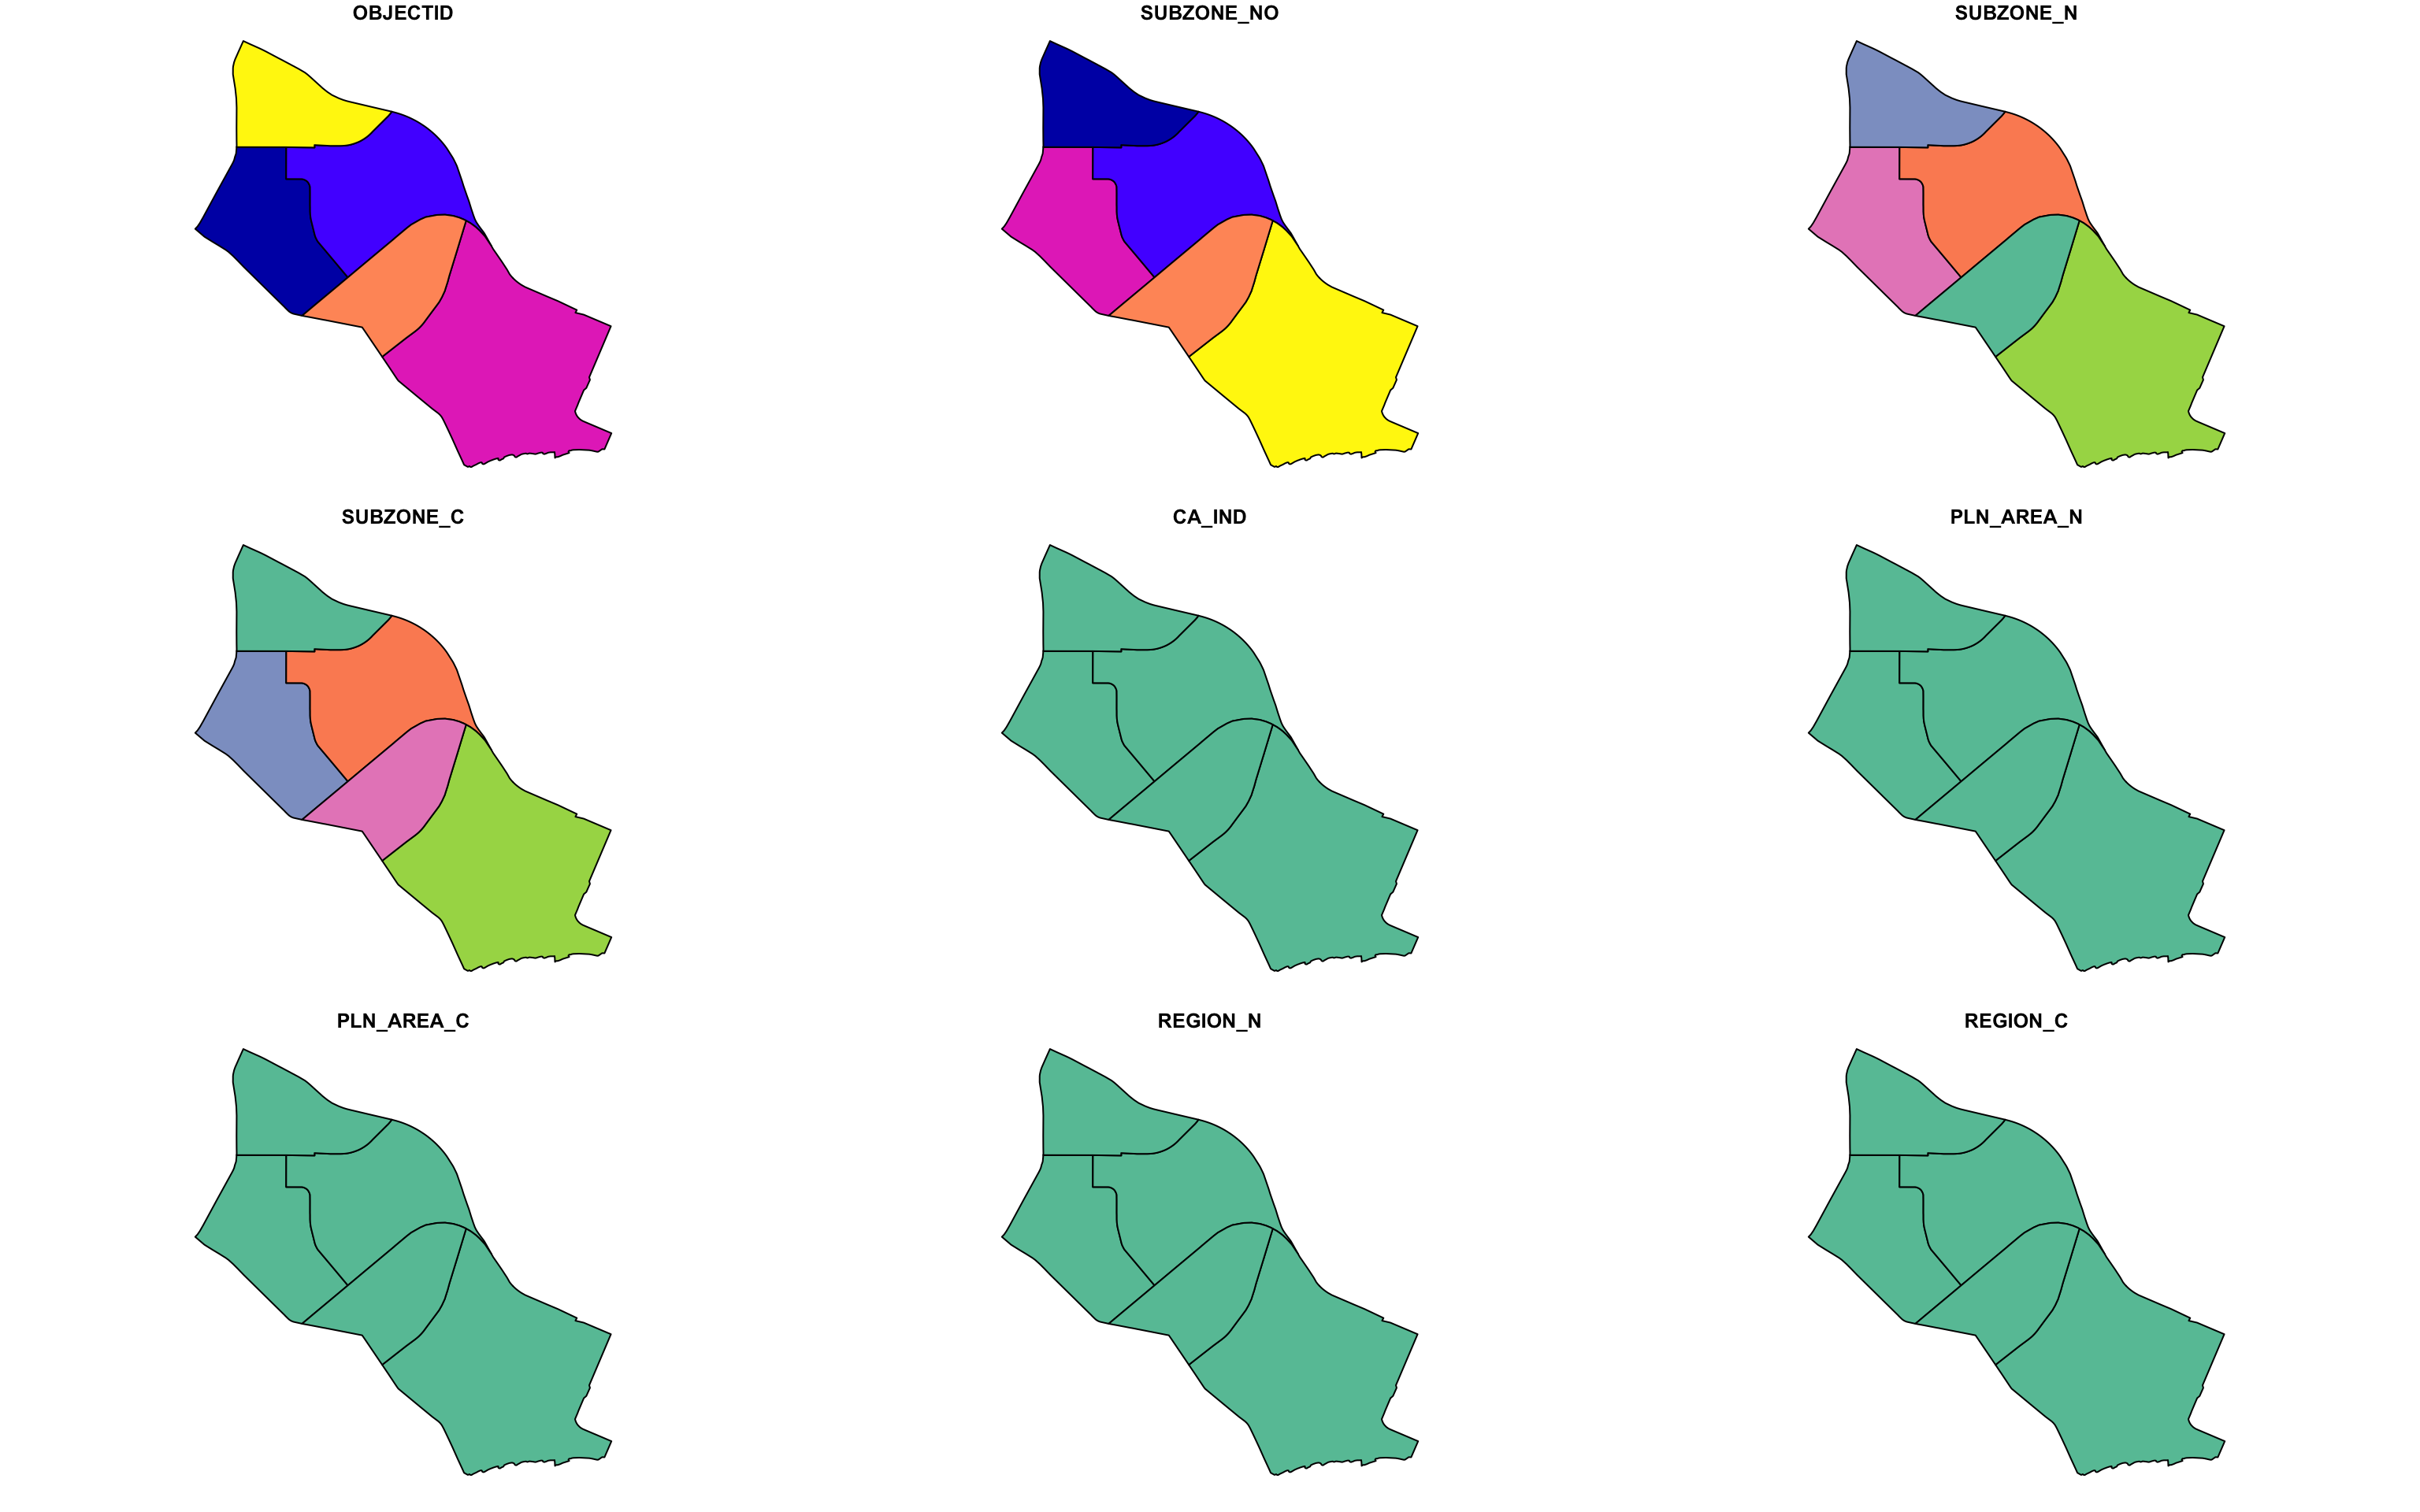 OBJECTID
SUBZONE_NO
SUBZONE_N
SUBZONE_C
CA_IND
PLN_AREA_N
PLN_AREA_C
REGION_N
REGION_C